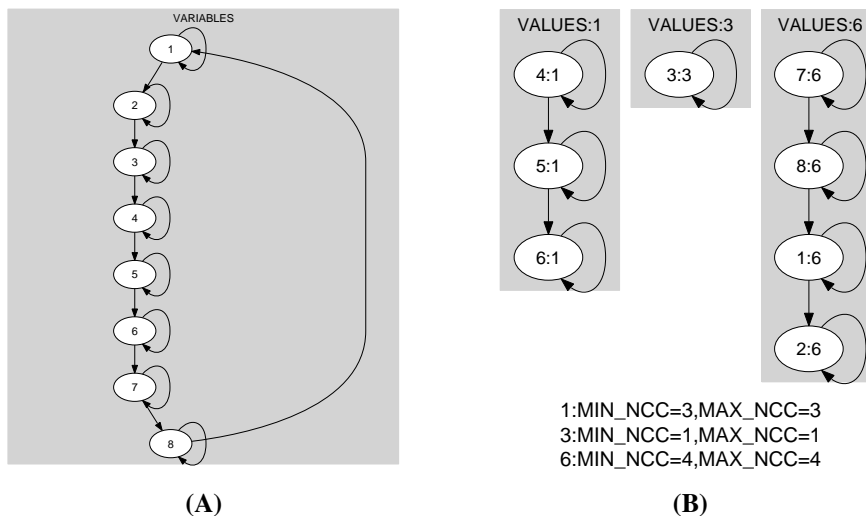 VARIABLES
1
2
3
4
5
6
7
8
(A)
VALUES:1
4:1
5:1
6:1
VALUES:3
3:3
VALUES:6
7:6
8:6
1:6
2:6
1:MIN_NCC=3,MAX_NCC=3
3:MIN_NCC=1,MAX_NCC=1
6:MIN_NCC=4,MAX_NCC=4
(B)